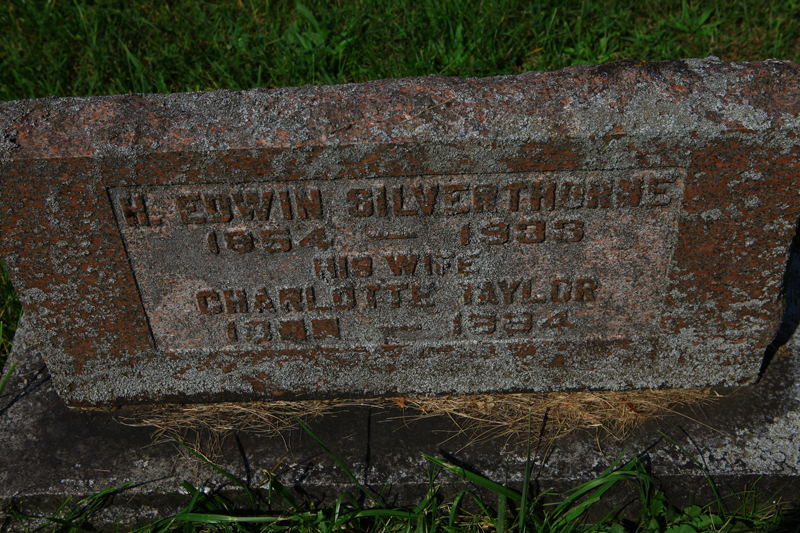 H. EDWIN SILVERTHORNE
1854 — 1933
HIS WIFE
CHARLOTTE TAYLOR
— 1934